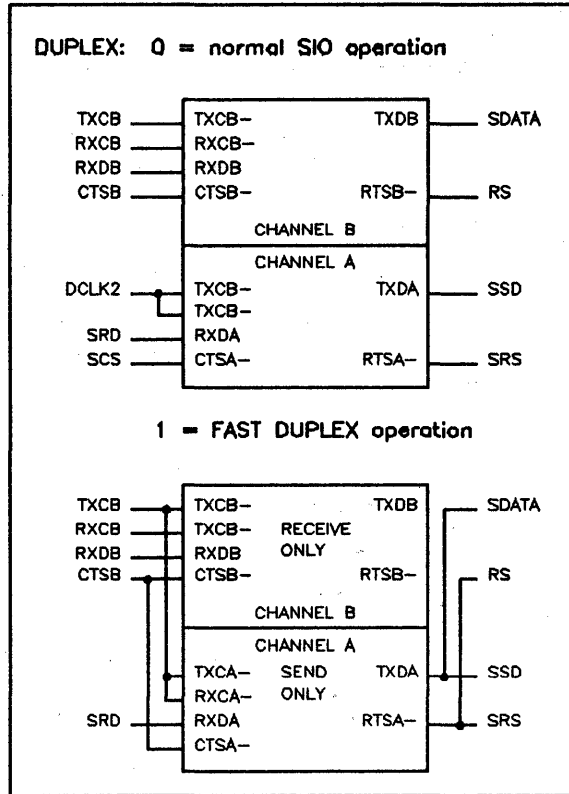 DUPLEX: 0 = normal SIO operation
TXCB TXCB- TXDB SDATA
RXCB RXCB-
RXDB RXDB
CTSB CTSB- RTSB- RS
CHANNEL B
CHANNEL A
DCLK2 TXCB- TXDA SSD
TXCB-
SRD RXDA
SCS CTSA- RTSA- SRS
1 = FAST DUPLEX operation
TXCB TXCB- TXDB SDATA
RXCB TXCB- RECEIVE
RXDB RXDB ONLY
CTSB CTSB- RTSB- RS
CHANNEL B
CHANNEL A
TXCA- SEND TXDA SSD
RXCA- ONLY
SRD RXDA RTSA- SRS
CTSA-